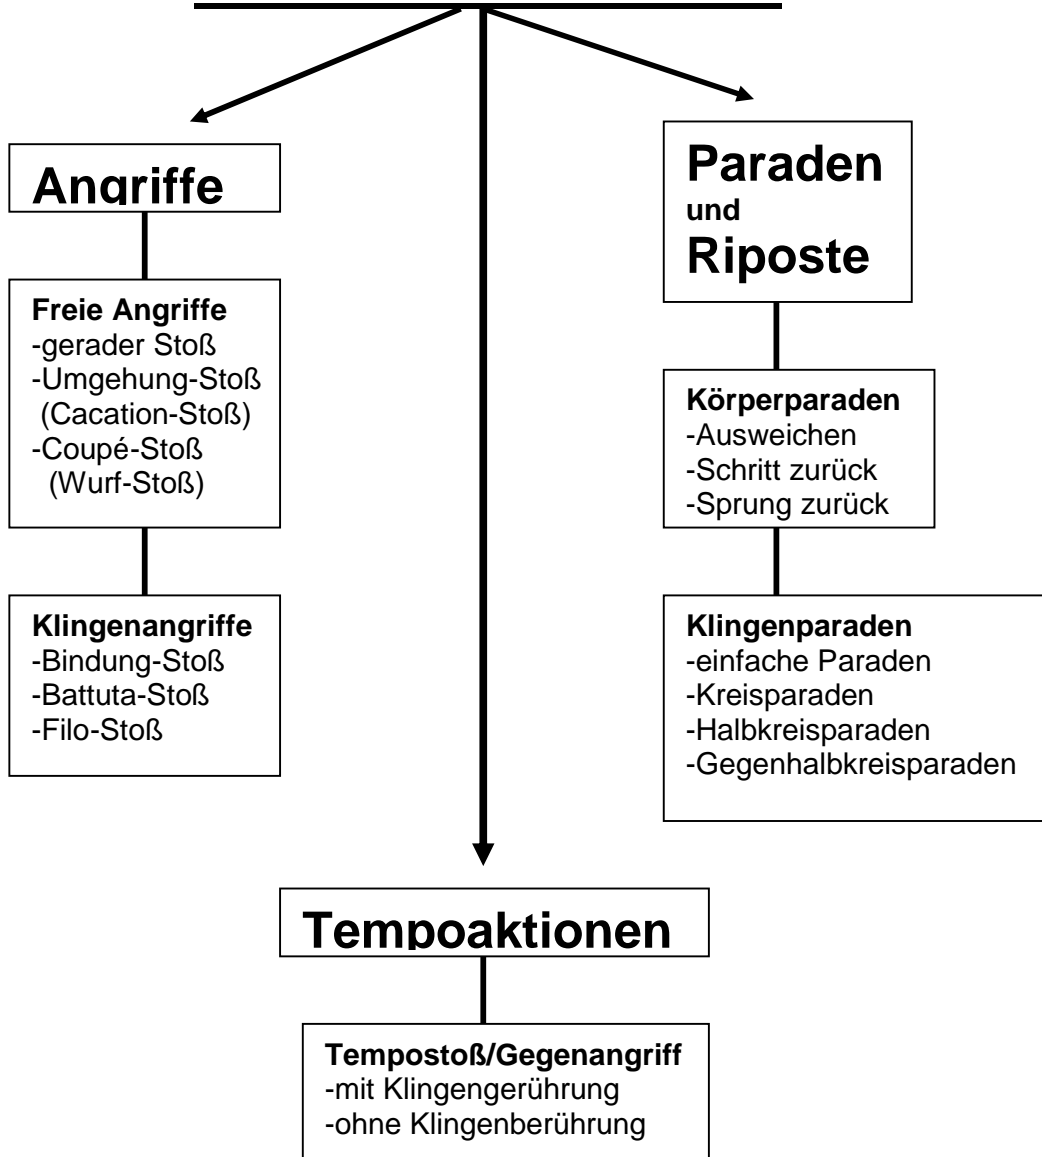 Angriffe
Freie Angriffe
-gerader Stoß
-Umgehung-Stoß
(Cacation-Stoß)
-Coupé-Stoß
(Wurf-Stoß)
Klingenangriffe
-Bindung-Stoß
-Battuta-Stoß
-Filo-Stoß
Paraden
und
Riposte
Körperparaden
-Ausweichen
-Schritt zurück
-Sprung zurück
Klingenparaden
-einfache Paraden
-Kreisparaden
-Halbkreisparaden
-Gegenhalbkreisparaden
Tempoaktionen
Tempostoß/Gegenangriff
-mit Klingengerührung
-ohne Klingenberührung